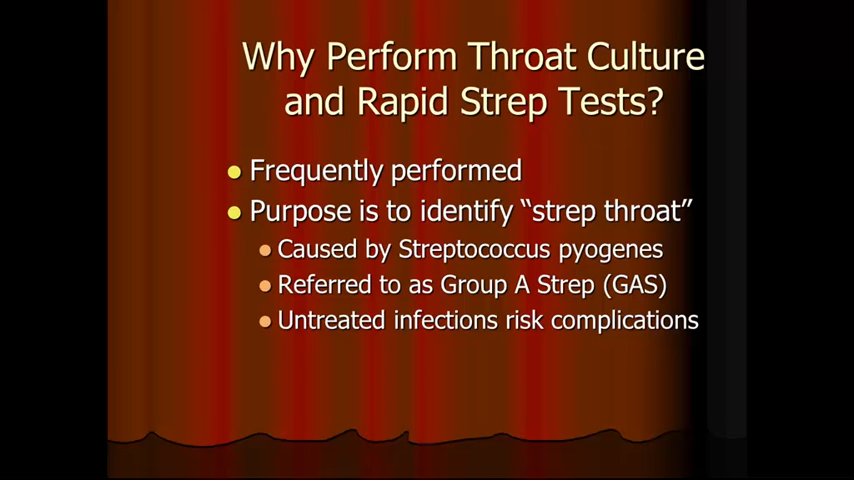 Why Perform Throat Culture
and Rapid Strep Tests?
Frequently performed
Purpose is to identify “strep throat”
Caused by Streptococcus pyogenes
Referred to as Group A Strep (GAS)
Untreated infections risk complications